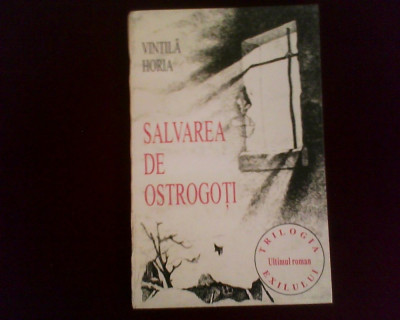 VINTILĂ
HORIA
SALVAREA
DE
OSTROGOȚI
TRILOGIA
Ultimul roman
EXILULUI